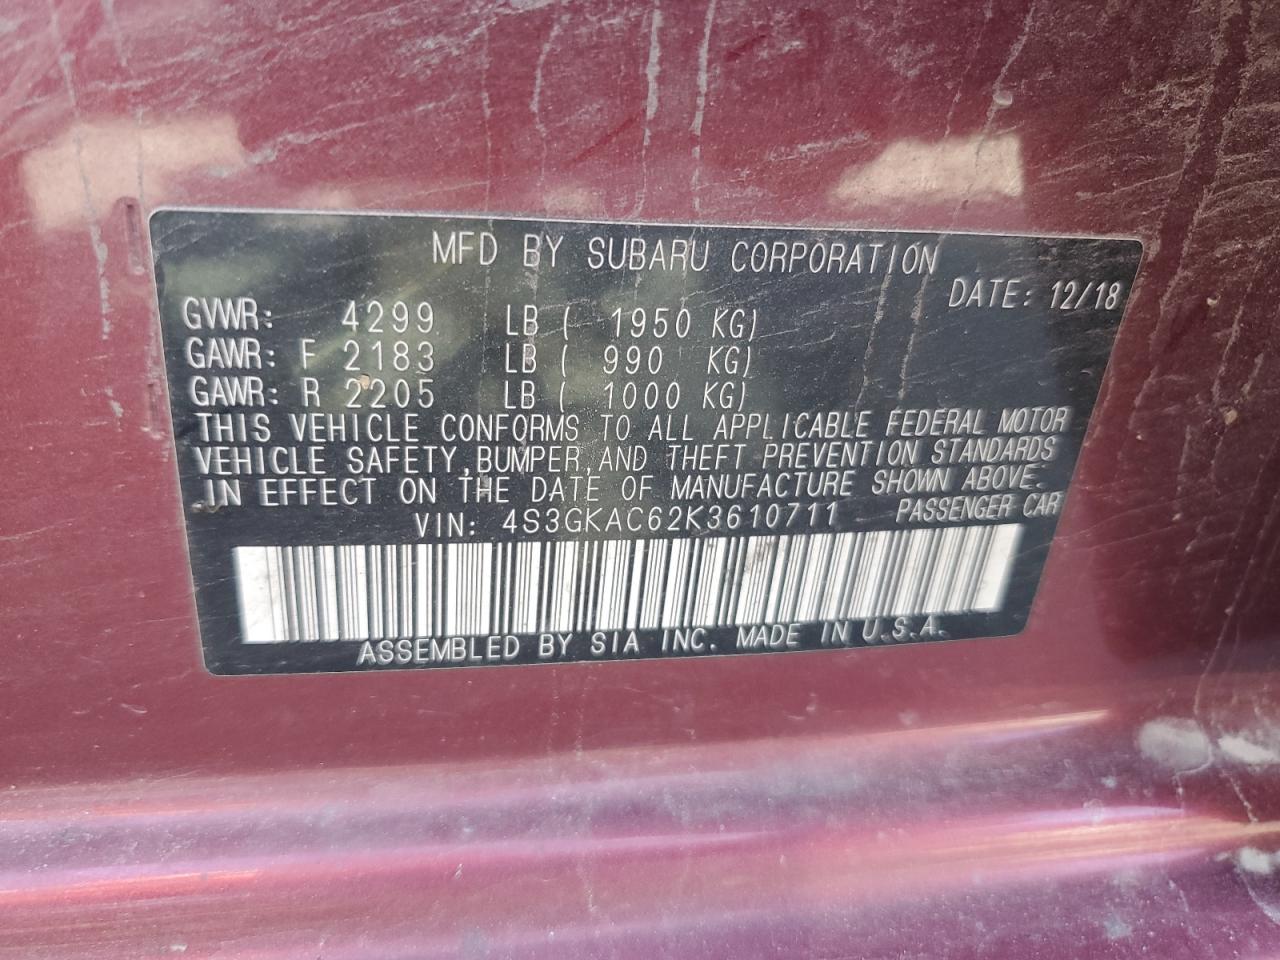 MFD BY SUBARU CORPORATION
DATE: 12/18
GVWR: 4299 LB ( 1950 KG)
GAWR: F 2183 LB ( 990 KG)
GAWR: R 2205 LB ( 1000 KG)
THIS VEHICLE CONFORMS TO ALL APPLICABLE FEDERAL MOTOR
VEHICLE SAFETY,BUMPER,AND THEFT PREVENTION STANDARDS
IN EFFECT ON THE DATE OF MANUFACTURE SHOWN ABOVE.
VIN: 4S3GKAC62K3610711 PASSENGER CAR
ASSEMBLED BY SIA INC. MADE IN U.S.A.